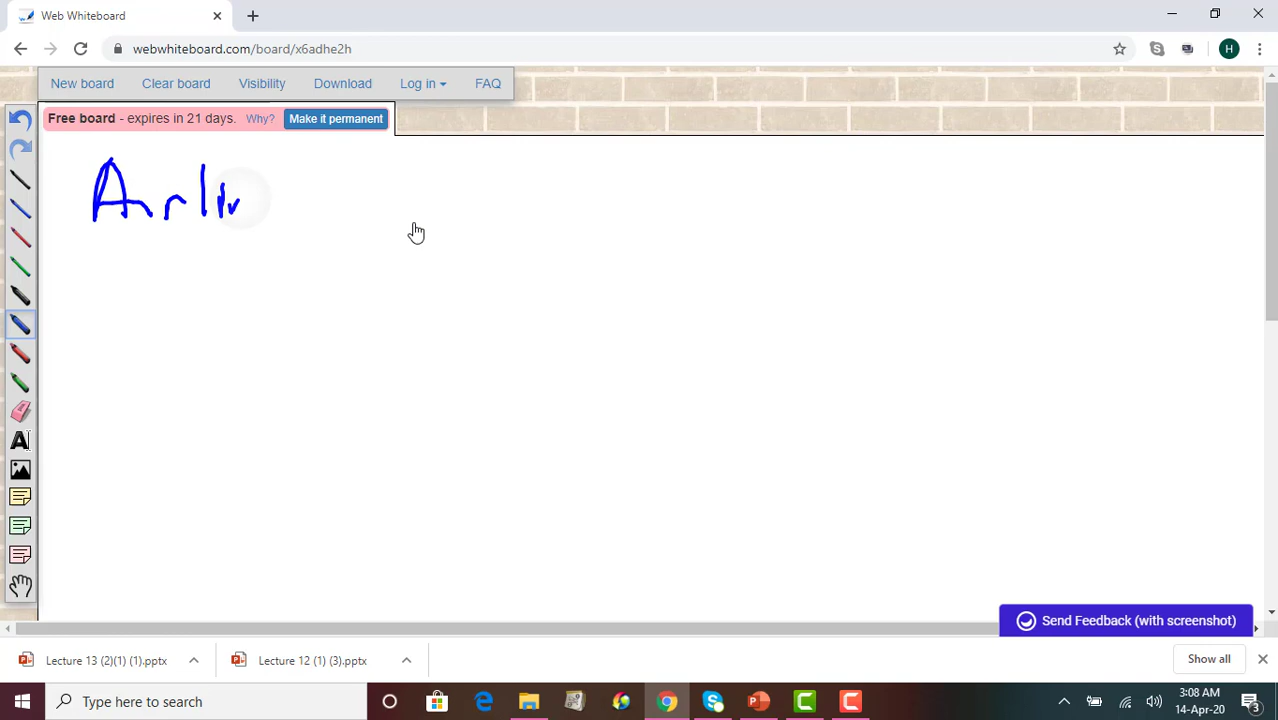 Web Whiteboard
webwhiteboard.com/board/x6adhe2h
H
New board Clear board Visibility Download Log in FAQ
Free board - expires in 21 days. Why? Make it permanent
A
Send Feedback (with screenshot)
Lecture 13 (2)(1) (1).pptx Lecture 12 (1) (3).pptx Show all
Type here to search
3:08 AM
14-Apr-20
3